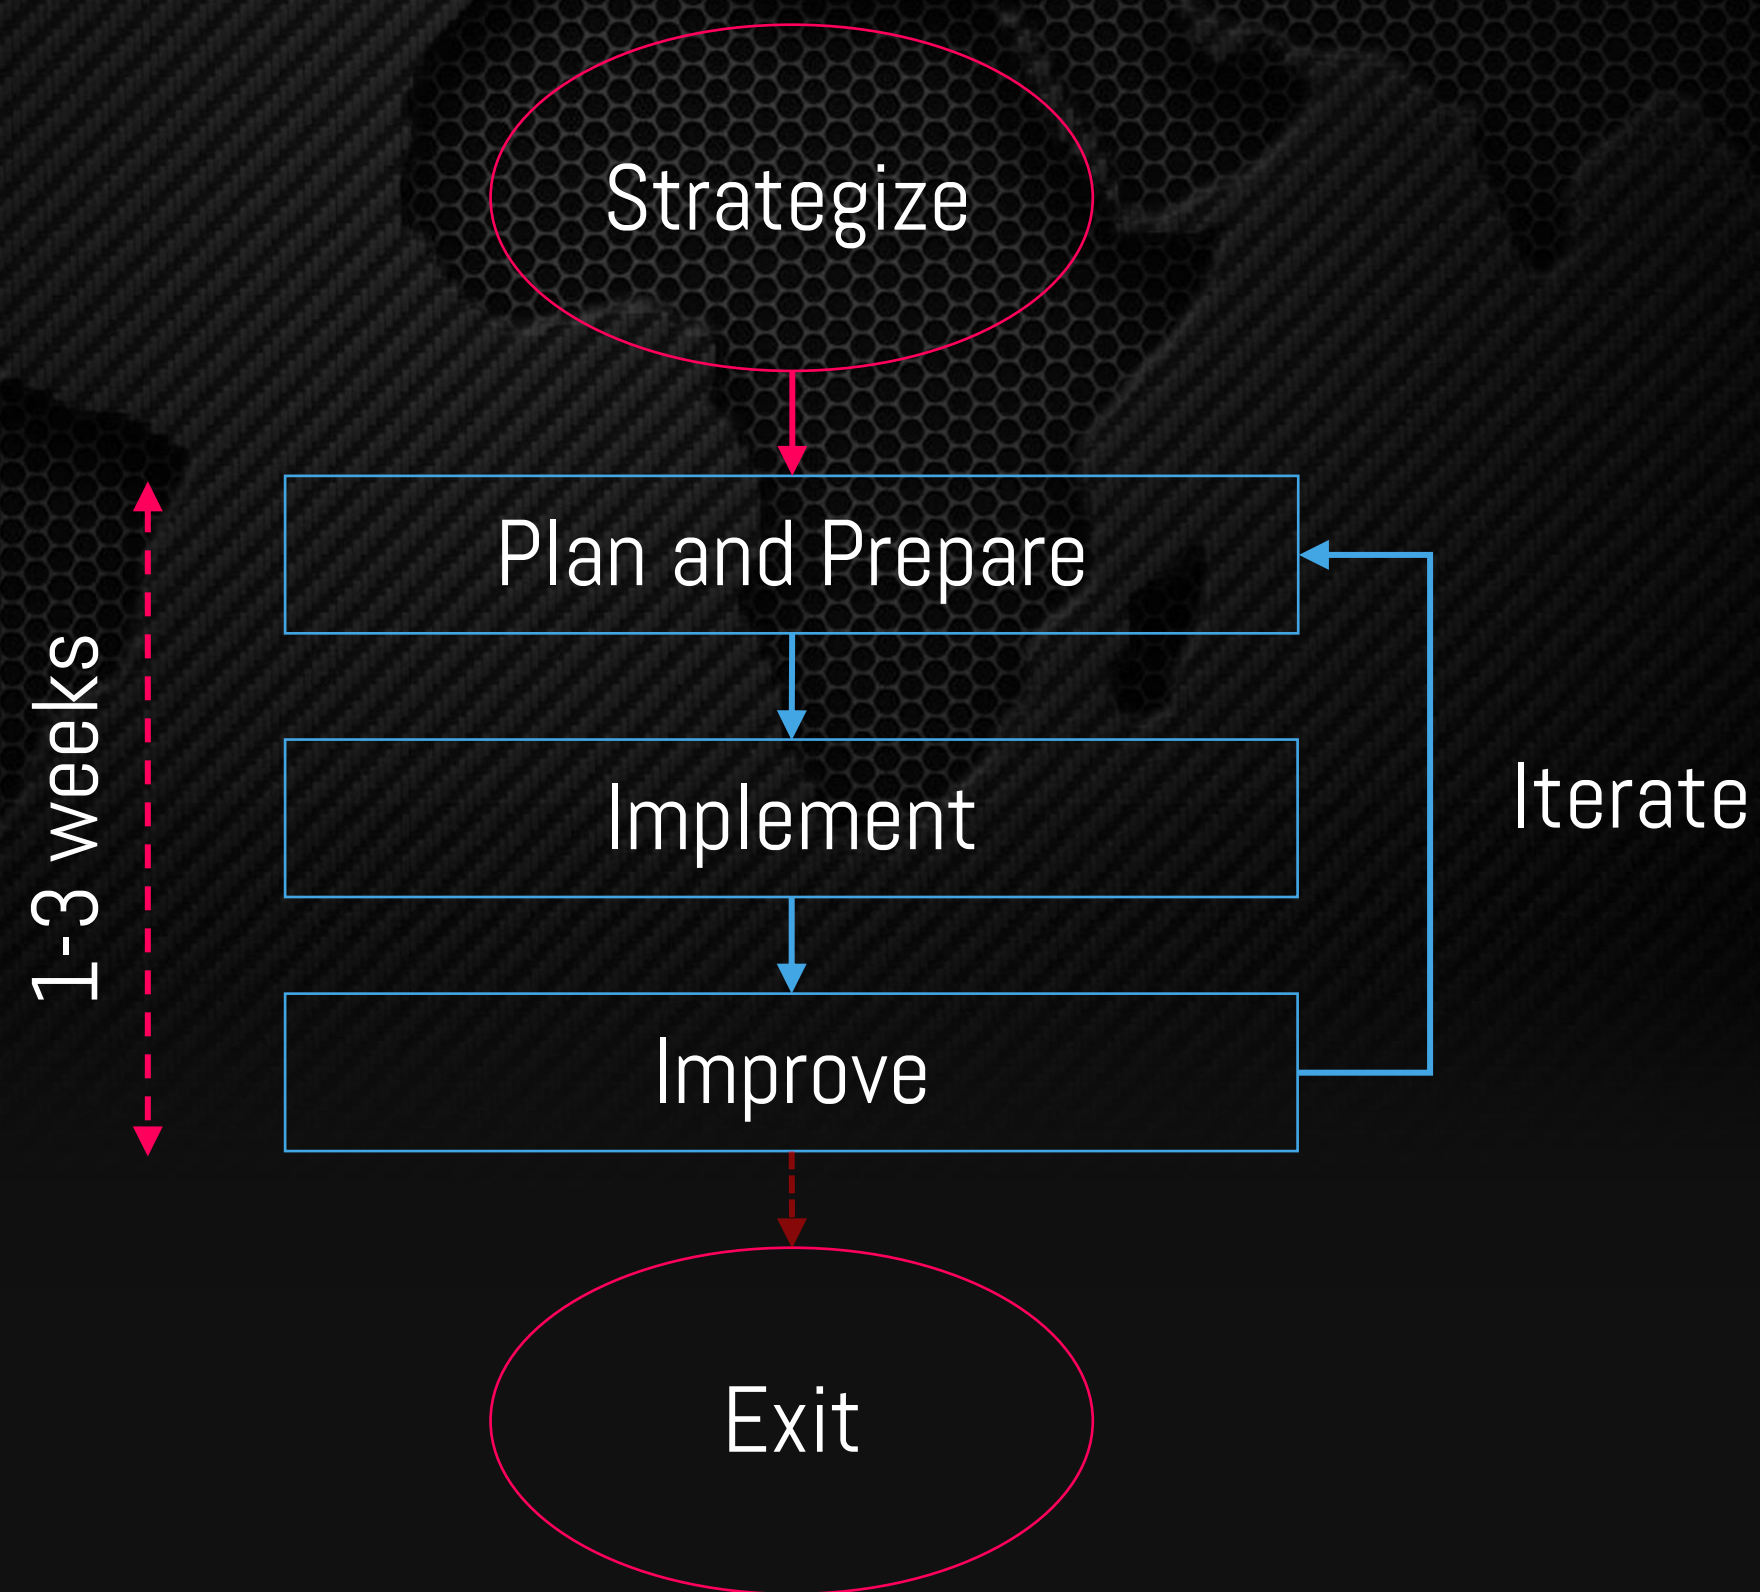 Strategize
Plan and Prepare
1-3 weeks
Implement
Iterate
Improve
Exit